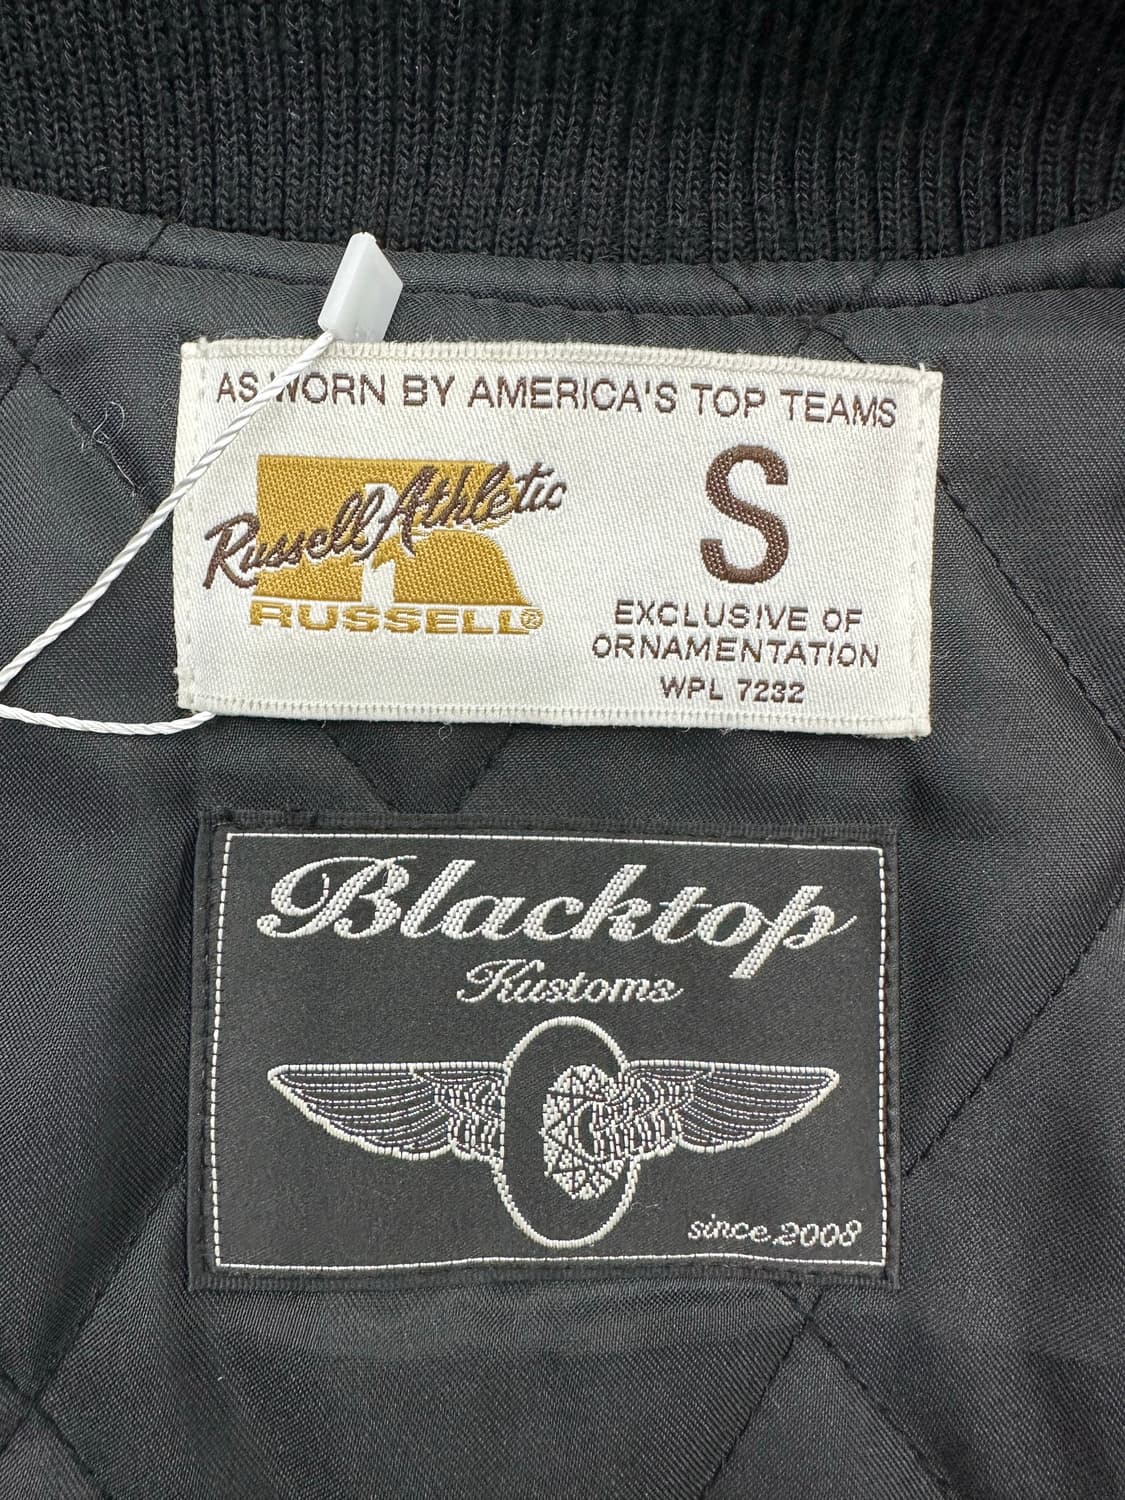 AS WORN BY AMERICA'S TOP TEAMS
Russell Athletic
RUSSELL®
S
EXCLUSIVE OF
ORNAMENTATION
WPL 7232
Blacktop
Kustoms
since.2008